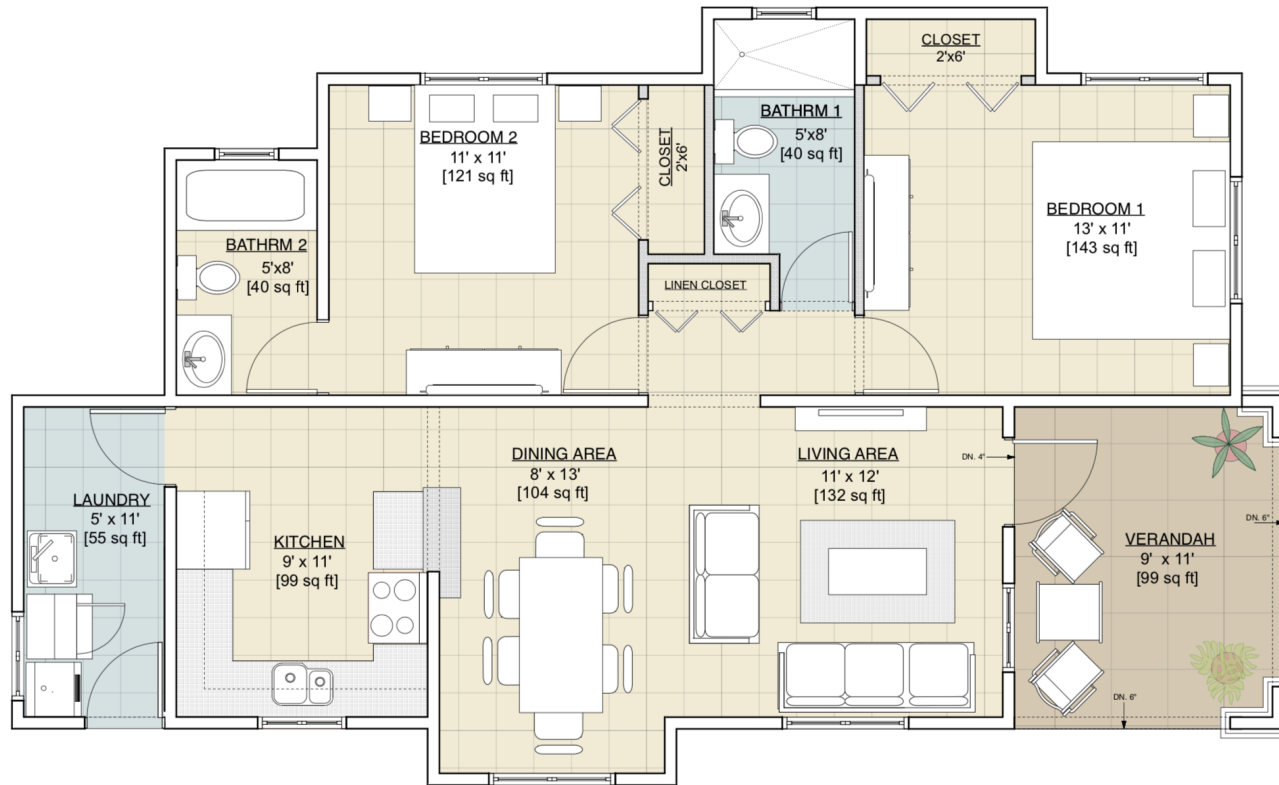 CLOSET
2'x6'
BATHRM 1
5'x8'
[40 sq ft]
BEDROOM 2
11' x 11'
[121 sq ft]
CLOSET
2'x6'
BEDROOM 1
13' x 11'
[143 sq ft]
BATHRM 2
5'x8'
[40 sq ft]
LINEN CLOSET
DINING AREA
8' x 13'
[104 sq ft]
LIVING AREA
11' x 12'
[132 sq ft]
DN. 4"
LAUNDRY
5' x 11'
[55 sq ft]
KITCHEN
9' x 11'
[99 sq ft]
VERANDAH
9' x 11'
[99 sq ft]
DN. 6"
DN. 6"